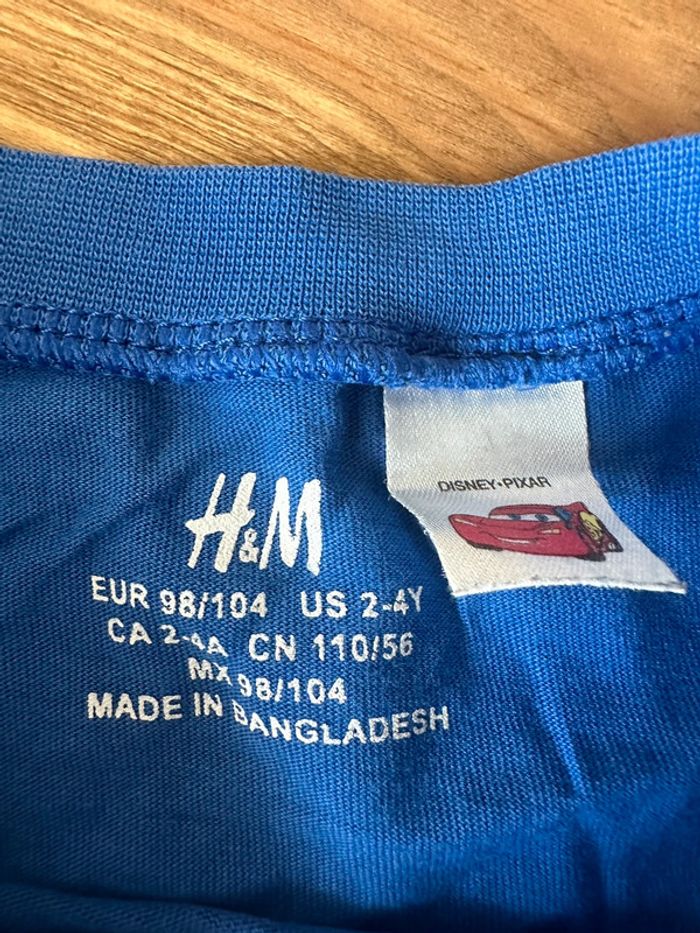 DISNEY·PIXAR
H&M
EUR 98/104 US 2-4Y
CA 2-4A CN 110/56
MX 98/104
MADE IN BANGLADESH